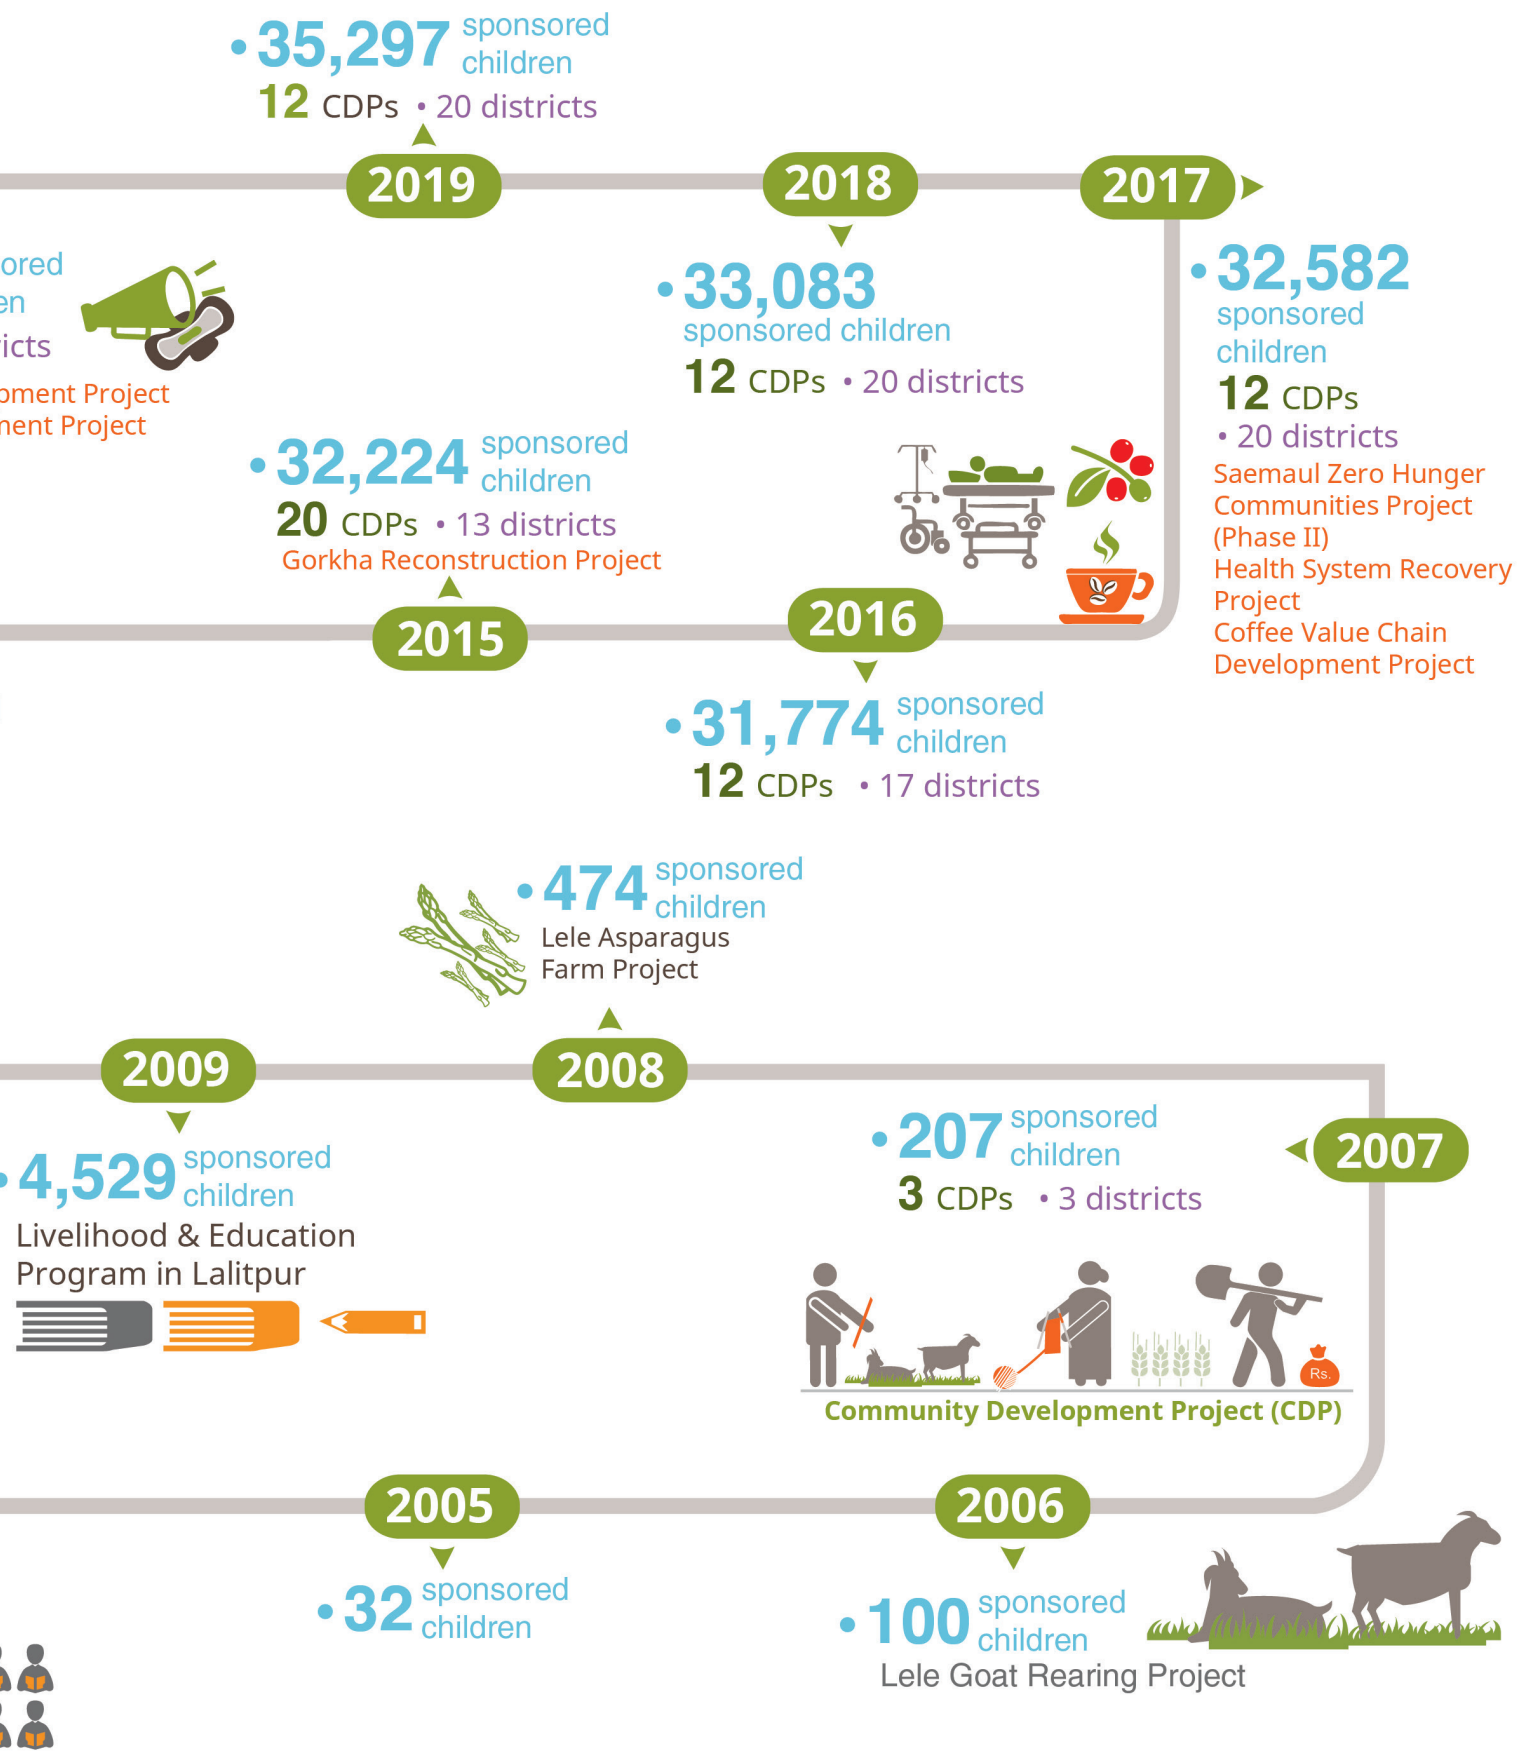 • 35,297 sponsored
children
12 CDPs • 20 districts
2019
2018
2017
• 33,083
sponsored children
12 CDPs • 20 districts
• 32,582
sponsored
children
12 CDPs
• 20 districts
Saemaul Zero Hunger
Communities Project
(Phase II)
Health System Recovery
Project
Coffee Value Chain
Development Project
Project
Project
• 32,224 sponsored
children
20 CDPs • 13 districts
Gorkha Reconstruction Project
2015
2016
• 31,774 sponsored
children
12 CDPs • 17 districts
• 474 sponsored
children
Lele Asparagus
Farm Project
2009
2008
2007
• 4,529 sponsored
children
Livelihood & Education
Program in Lalitpur
• 207 sponsored
children
3 CDPs • 3 districts
Rs.
Community Development Project (CDP)
2005
2006
• 32 sponsored
children
• 100 sponsored
children
Lele Goat Rearing Project